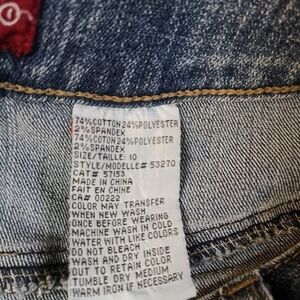 74% COTTON 24% POLYESTER
2% SPANDEX
74% COTON 24% POLYESTER
2% SPANDEX
SIZE/TAILLE: 10
STYLE/MODELLE# 53270
CAT# 57153
MADE IN CHINA
FAIT EN CHINE
CA# 00222
COLOR MAY TRANSFER
WHEN NEW WASH
ONCE BEFORE WEARING
MACHINE WASH IN COLD
WATER WITH LIKE COLORS
DO NOT BLEACH
WASH AND DRY INSIDE
OUT TO RETAIN COLOR
TUMBLE DRY MEDIUM
WARM IRON IF NECESSARY